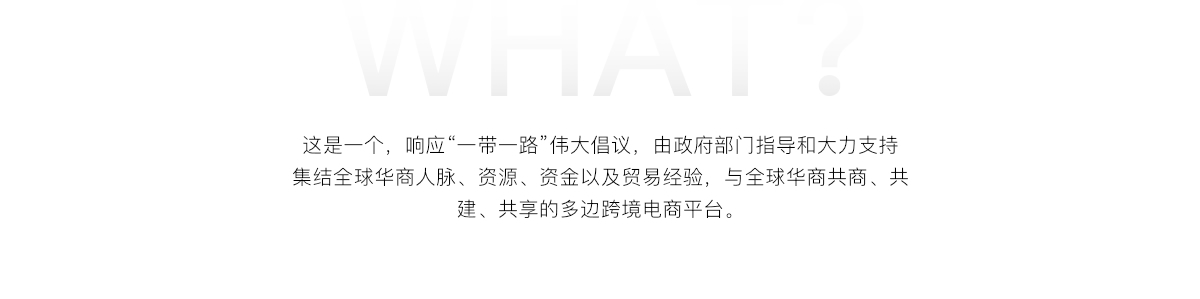 WHAT?
这是一个，响应“一带一路”伟大倡议，由政府部门指导和大力支持
集结全球华商人脉、资源、资金以及贸易经验，与全球华商共商、共
建、共享的多边跨境电商平台。